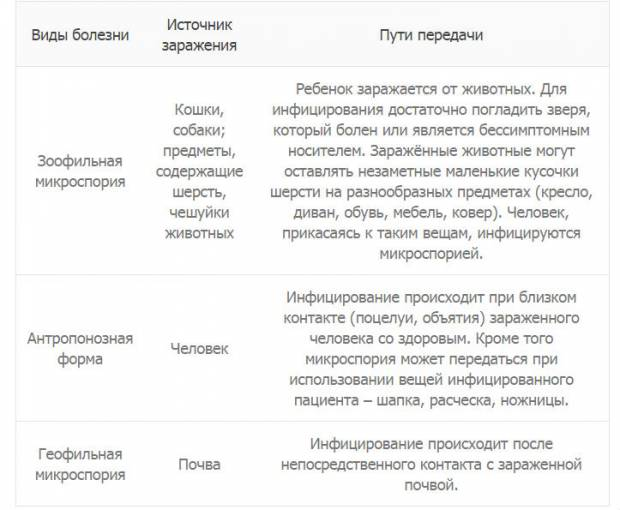 Виды болезни
Источник
заражения
Пути передачи
Зоофильная
микроспория
Кошки,
собаки;
предметы,
содержащие
шерсть,
чешуйки
животных
Ребенок заражается от животных. Для
инфицирования достаточно погладить зверя,
который болен или является бессимптомным
носителем. Заражённые животные могут
оставлять незаметные маленькие кусочки
шерсти на разнообразных предметах (кресло,
диван, обувь, мебель, ковер). Человек,
прикасаясь к таким вещам, инфицируются
микроспорией.
Антропонозная
форма
Человек
Инфицирование происходит при близком
контакте (поцелуи, объятия) зараженного
человека со здоровым. Кроме того
микроспория может передаться при
использовании вещей инфицированного
пациента – шапка, расческа, ножницы.
Геофильная
микроспория
Почва
Инфицирование происходит после
непосредственного контакта с зараженной
почвой.